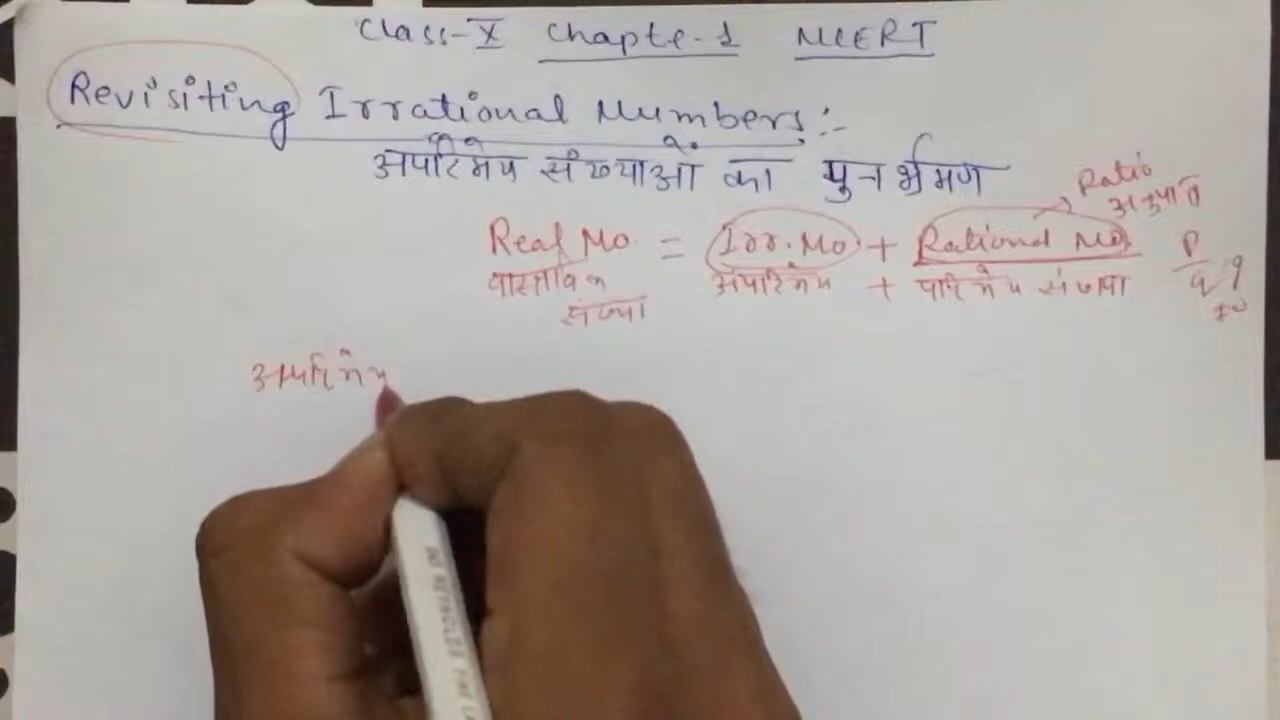 Class-X Chapte-1 NCERT
Revisiting Irrational Numbers:-
अपरिमेय संख्याओं का पुनर्भ्रमण
Ratio
अनुपात
Real No = Irr. No + Rational No. P
वास्तविक अपरिमेय + परिमेय संख्या q q
संख्या ≠0
अपरिमेय